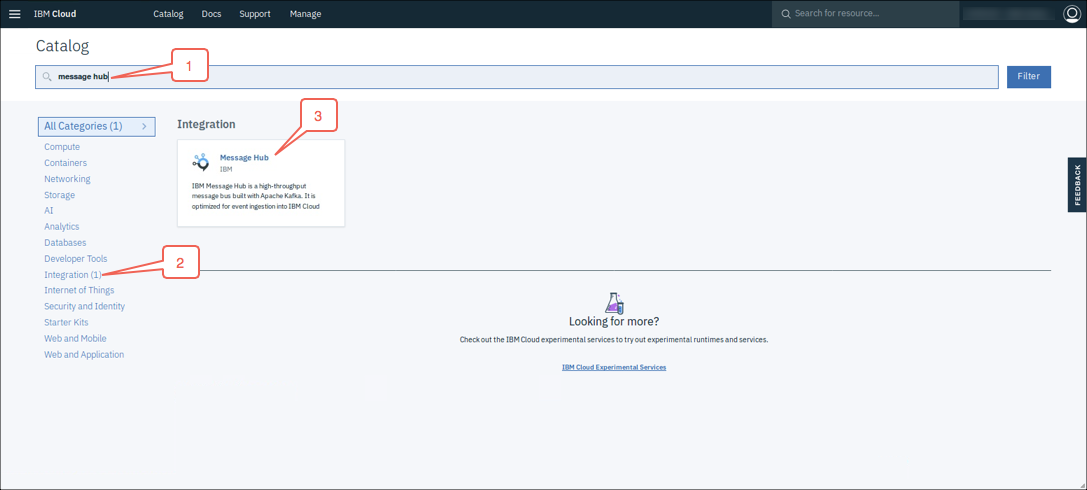 IBM Cloud
Catalog
Docs
Support
Manage
Search for resource...
Catalog
message hub
1
Filter
All Categories (1)
Compute
Containers
Networking
Storage
AI
Analytics
Databases
Developer Tools
Integration (1)
2
Internet of Things
Security and Identity
Starter Kits
Web and Mobile
Web and Application
Integration
3
Message Hub
IBM
IBM Message Hub is a high-throughput
message bus built with Apache Kafka. It is
optimized for event ingestion into IBM Cloud
FEEDBACK
Looking for more?
Check out the IBM Cloud experimental services to try out experimental runtimes and services.
IBM Cloud Experimental Services